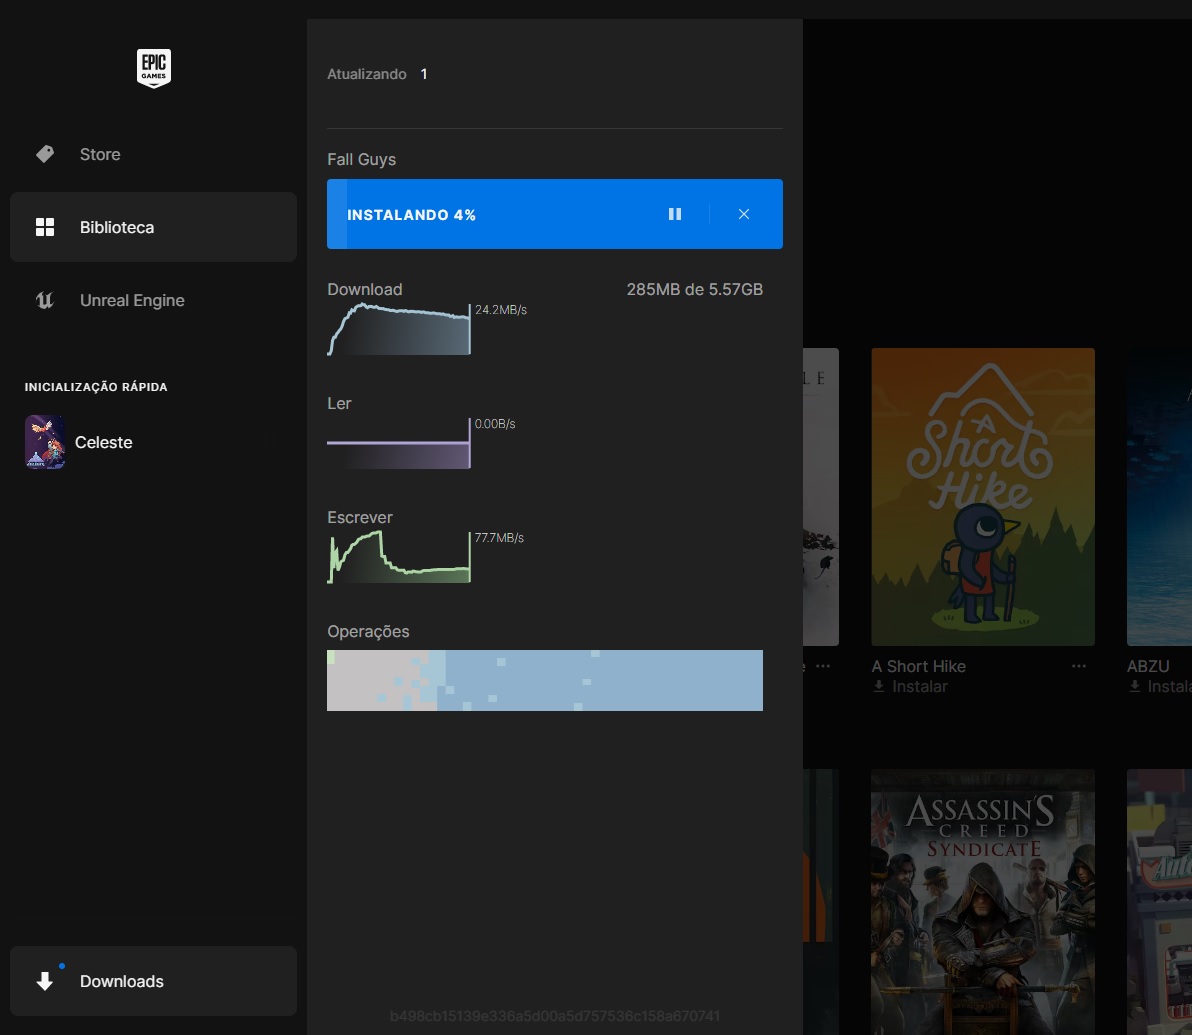 EPIC
GAMES
Store
Biblioteca
Unreal Engine
INICIALIZAÇÃO RÁPIDA
Celeste
Downloads
Atualizando 1
Fall Guys
INSTALANDO 4%
Download 285MB de 5.57GB
24.2MB/s
Ler
0.00B/s
Escrever
77.7MB/s
Operações
b498cb15139e336a5d00a5d757536c158a670741
L E
A
Short
Hike
e ...
A Short Hike ...
Instalar
ABZU
Instala
ASSASSIN'S
CREED
SYNDICATE
Auto